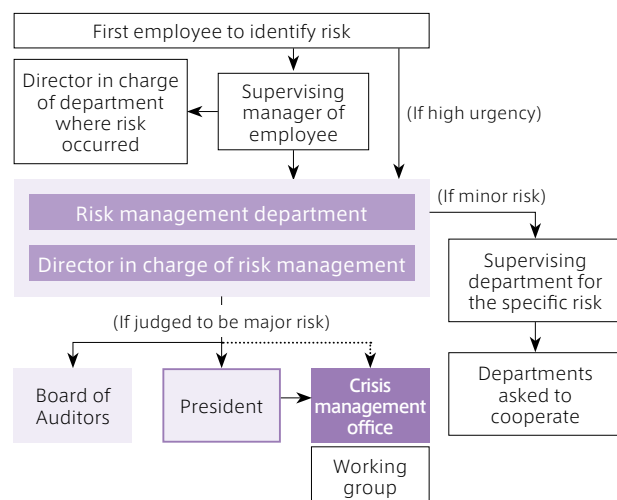 First employee to identify risk
Director in charge
of department
where risk
occurred
Supervising
manager of
employee
(If high urgency)
Risk management department
Director in charge of risk management
(If minor risk)
Supervising
department for
the specific risk
Departments
asked to
cooperate
(If judged to be major risk)
Board of
Auditors
President
Crisis
management
office
Working
group